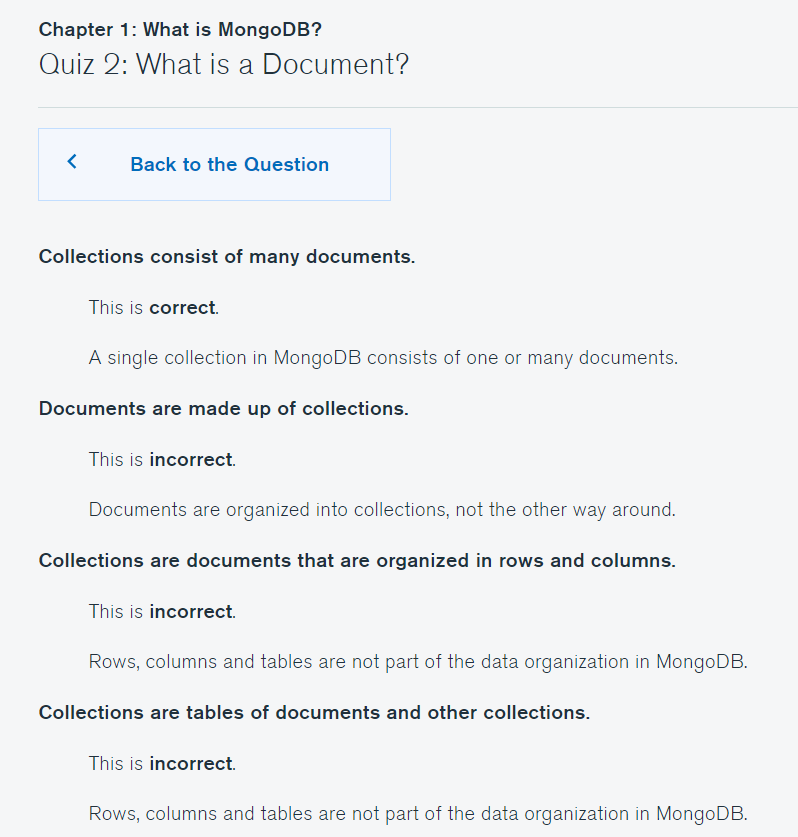 Chapter 1: What is MongoDB?
Quiz 2: What is a Document?
Back to the Question
Collections consist of many documents.
This is correct.
A single collection in MongoDB consists of one or many documents.
Documents are made up of collections.
This is incorrect.
Documents are organized into collections, not the other way around.
Collections are documents that are organized in rows and columns.
This is incorrect.
Rows, columns and tables are not part of the data organization in MongoDB.
Collections are tables of documents and other collections.
This is incorrect.
Rows, columns and tables are not part of the data organization in MongoDB.